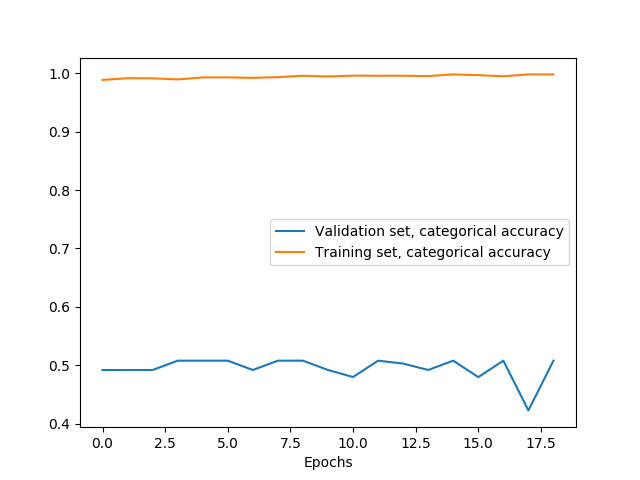 1.0
0.9
0.8
0.7
0.6
0.5
0.4
Validation set, categorical accuracy
Training set, categorical accuracy
0.0 2.5 5.0 7.5 10.0 12.5 15.0 17.5
Epochs